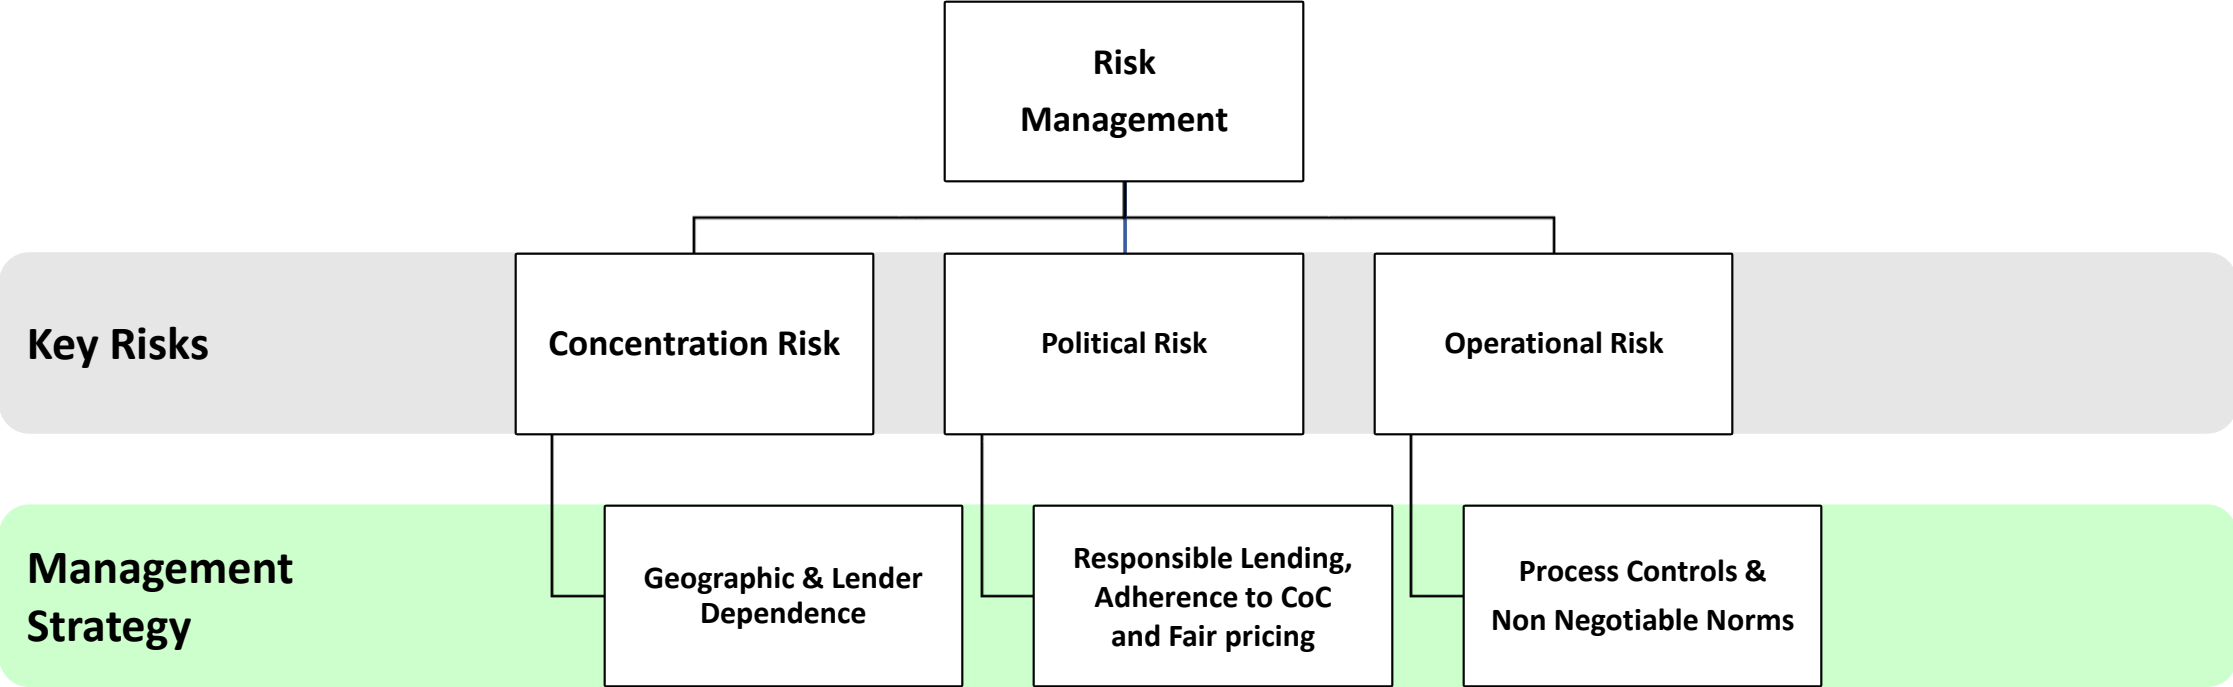 Risk
Management
Key Risks
Concentration Risk
Political Risk
Operational Risk
Management
Strategy
Geographic & Lender
Dependence
Responsible Lending,
Adherence to CoC
and Fair pricing
Process Controls &
Non Negotiable Norms